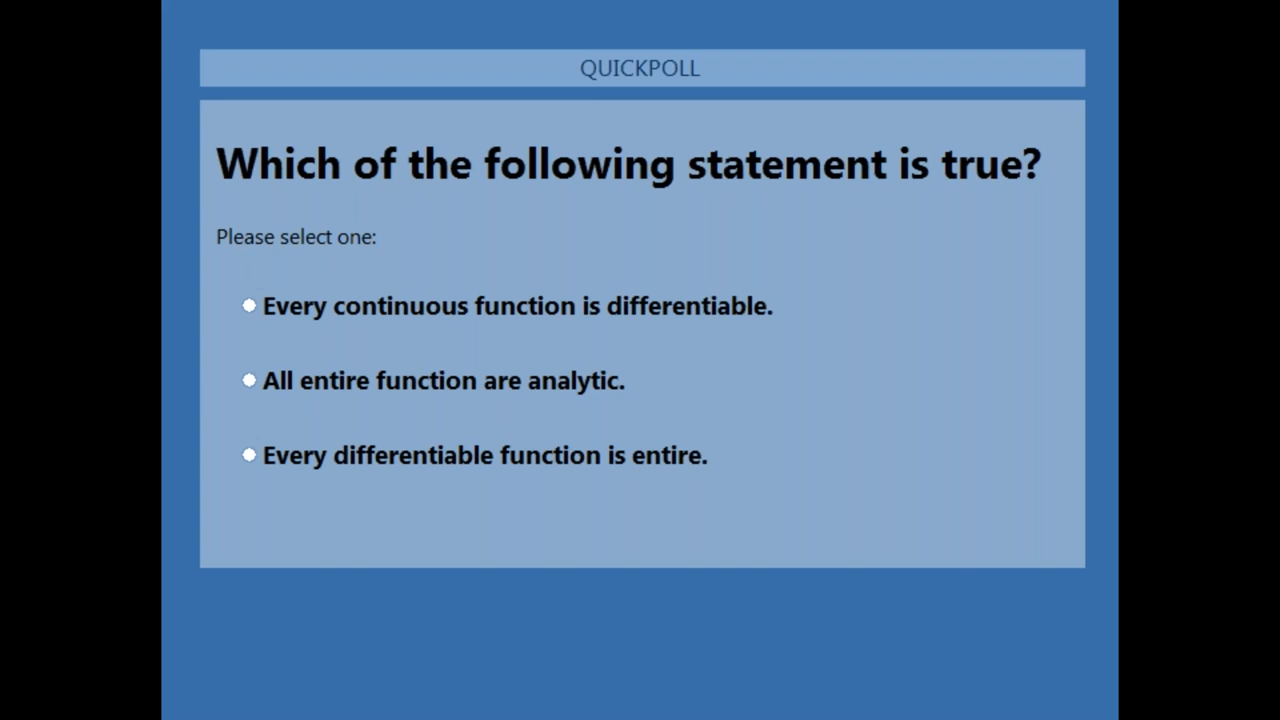 QUICKPOLL
Which of the following statement is true?
Please select one:
Every continuous function is differentiable.
All entire function are analytic.
Every differentiable function is entire.